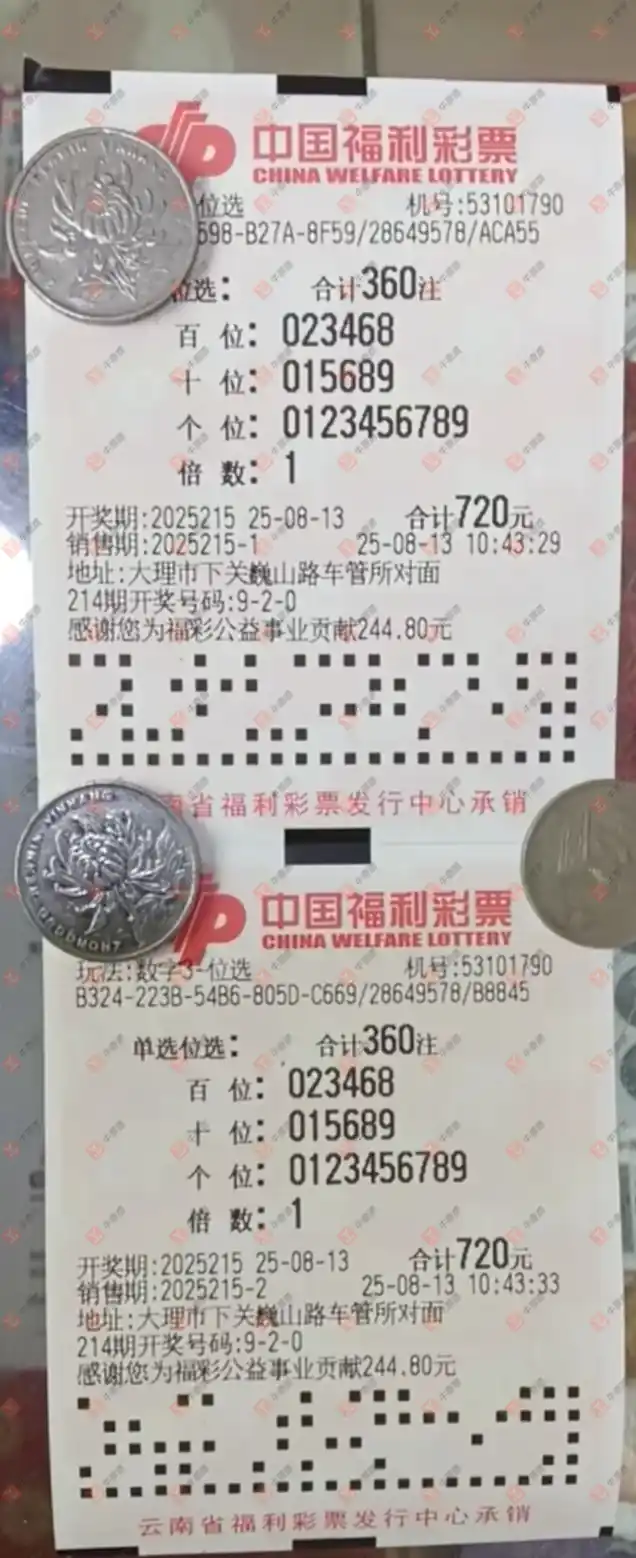 中国福利彩票
CHINA WELFARE LOTTERY
位选 机号:53101790
598-B27A-8F59/28649578/ACA55
位选： 合计360注
百 位：023468
十 位：015689
个 位：0123456789
倍 数：1
开奖期:2025215 25-08-13 合计720元
销售期:2025215-1 25-08-13 10:43:29
地址:大理市下关巍山路车管所对面
214期开奖号码:9-2-0
感谢您为福彩公益事业贡献244.80元
南省福利彩票发行中心承销
中国福利彩票
CHINA WELFARE LOTTERY
玩法:数字3-位选 机号:53101790
B324-223B-54B6-805D-C669/28649578/B8845
单选位选： 合计360注
百 位：023468
十 位：015689
个 位：0123456789
倍 数：1
开奖期:2025215 25-08-13 合计720元
销售期:2025215-2 25-08-13 10:43:33
地址:大理市下关巍山路车管所对面
214期开奖号码:9-2-0
感谢您为福彩公益事业贡献244.80元
云南省福利彩票发行中心承销